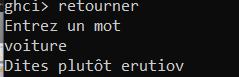 ghci> retourner
Entrez un mot
voiture
Dites plutôt erutiov